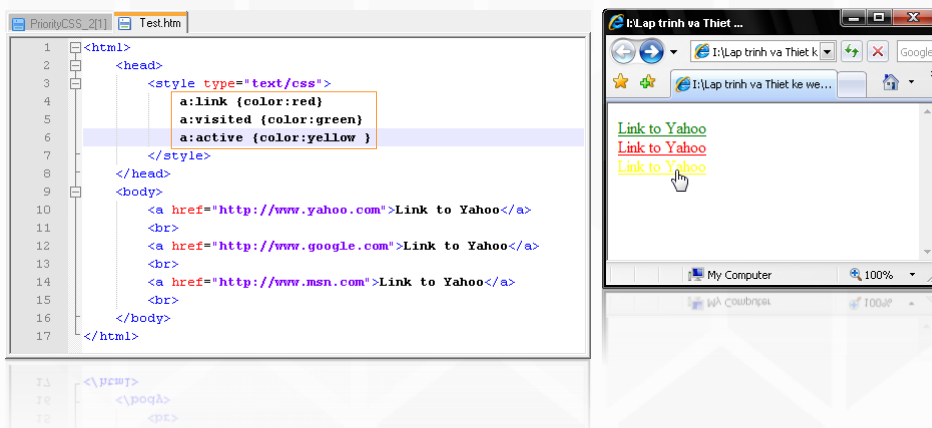 PriorityCSS_2[1] Test.htm
1 <html>
2 <head>
3 <style type="text/css">
4 a:link {color:red}
5 a:visited {color:green}
6 a:active {color:yellow }
7 </style>
8 </head>
9 <body>
10 <a href="http://www.yahoo.com">Link to Yahoo</a>
11 <br>
12 <a href="http://www.google.com">Link to Yahoo</a>
13 <br>
14 <a href="http://www.msn.com">Link to Yahoo</a>
15 <br>
16 </body>
17 </html>
I:\Lap trinh va Thiet ...
I:\Lap trinh va Thiet k
Google
I:\Lap trinh va Thiet ke we...
Link to Yahoo
Link to Yahoo
Link to Yahoo
My Computer 100%